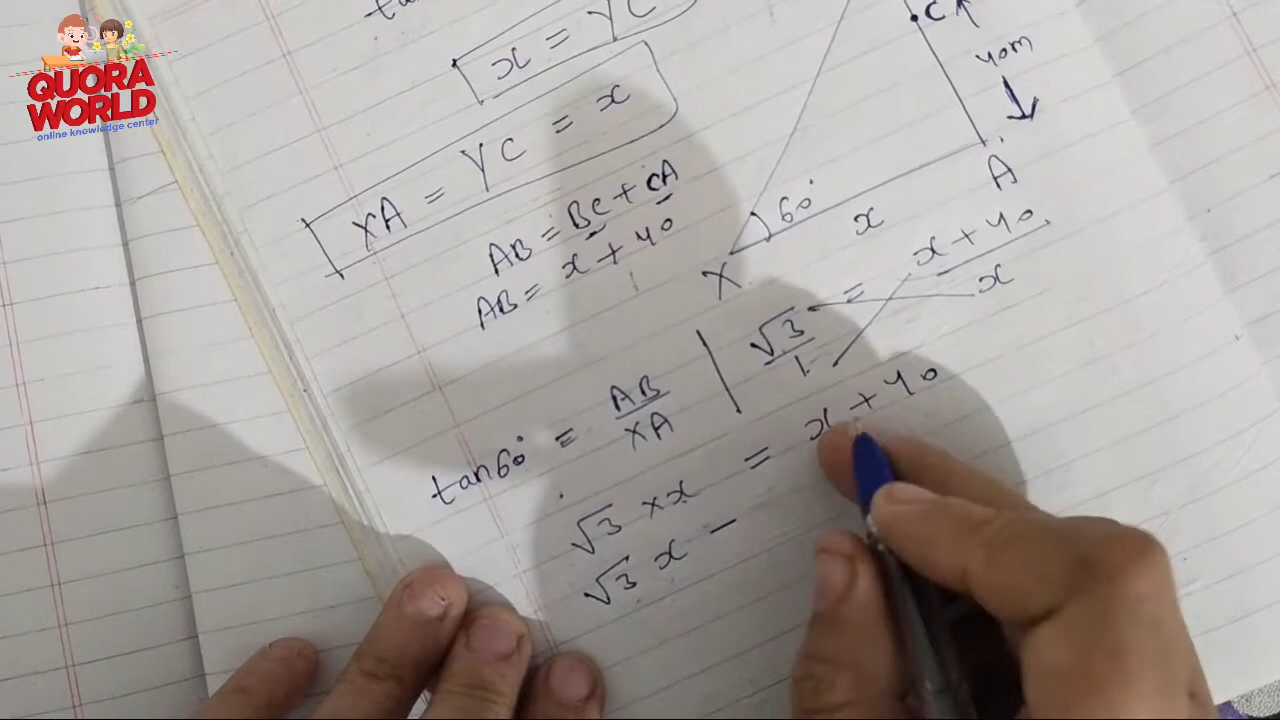 QUORA
WORLD
online knowledge center
x = YC
XA = YC = x
AB = BC + CA
AB = x + 40
C
40m
A
60°
x
X
tan60° = AB/XA | √3/1 = x + 40/x
√3 × x = x + 40
√3 x −